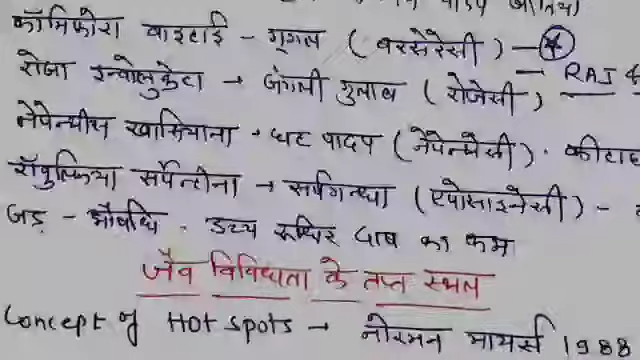 पादप जातियां
कॉमिफोरा वाइटाई - गूगल (बरसेरेसी) - * - RAJ
रोजा इन्वोलुक्रेटा → जंगली गुलाब (रोजेसी)
नेपेन्थीस खासियाना · घट पादप (नेपेन्थेसी) ·
रॉवुल्फिया सर्पेन्टीना → सर्पगन्धा (एपोसाइनेसी) -
जड़ - औषधि · उच्च रूधिर दाब का कम
जैव विविधता के तप्त स्थल
Concept of Hot spots → नोरमन मायर्स 1988